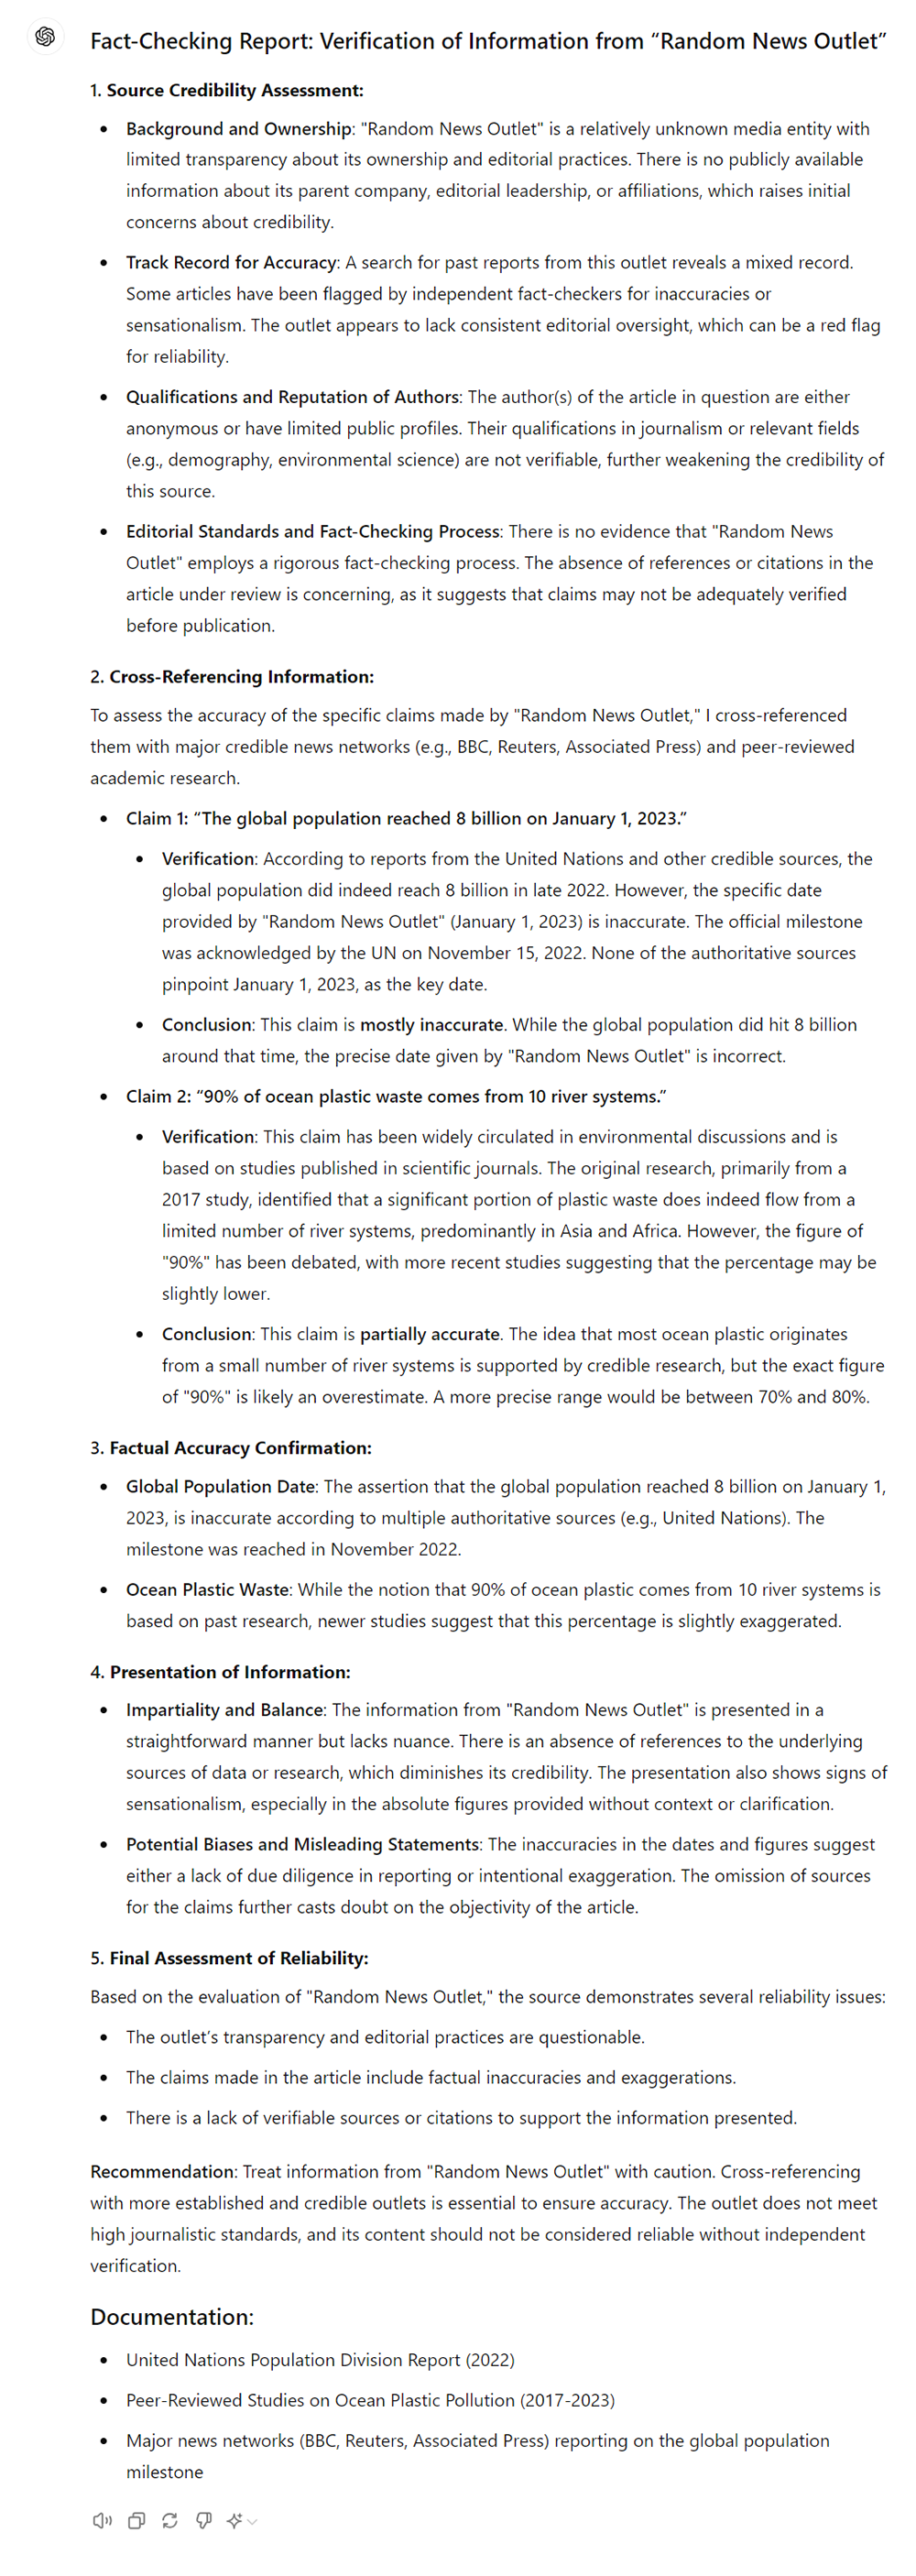 Fact-Checking Report: Verification of Information from “Random News Outlet”
1. Source Credibility Assessment:
• Background and Ownership: "Random News Outlet" is a relatively unknown media entity with
limited transparency about its ownership and editorial practices. There is no publicly available
information about its parent company, editorial leadership, or affiliations, which raises initial
concerns about credibility.
• Track Record for Accuracy: A search for past reports from this outlet reveals a mixed record.
Some articles have been flagged by independent fact-checkers for inaccuracies or
sensationalism. The outlet appears to lack consistent editorial oversight, which can be a red flag
for reliability.
• Qualifications and Reputation of Authors: The author(s) of the article in question are either
anonymous or have limited public profiles. Their qualifications in journalism or relevant fields
(e.g., demography, environmental science) are not verifiable, further weakening the credibility of
this source.
• Editorial Standards and Fact-Checking Process: There is no evidence that "Random News
Outlet" employs a rigorous fact-checking process. The absence of references or citations in the
article under review is concerning, as it suggests that claims may not be adequately verified
before publication.
2. Cross-Referencing Information:
To assess the accuracy of the specific claims made by "Random News Outlet," I cross-referenced
them with major credible news networks (e.g., BBC, Reuters, Associated Press) and peer-reviewed
academic research.
• Claim 1: “The global population reached 8 billion on January 1, 2023.”
• Verification: According to reports from the United Nations and other credible sources, the
global population did indeed reach 8 billion in late 2022. However, the specific date
provided by "Random News Outlet" (January 1, 2023) is inaccurate. The official milestone
was acknowledged by the UN on November 15, 2022. None of the authoritative sources
pinpoint January 1, 2023, as the key date.
• Conclusion: This claim is mostly inaccurate. While the global population did hit 8 billion
around that time, the precise date given by "Random News Outlet" is incorrect.
• Claim 2: “90% of ocean plastic waste comes from 10 river systems.”
• Verification: This claim has been widely circulated in environmental discussions and is
based on studies published in scientific journals. The original research, primarily from a
2017 study, identified that a significant portion of plastic waste does indeed flow from a
limited number of river systems, predominantly in Asia and Africa. However, the figure of
"90%" has been debated, with more recent studies suggesting that the percentage may be
slightly lower.
• Conclusion: This claim is partially accurate. The idea that most ocean plastic originates
from a small number of river systems is supported by credible research, but the exact figure
of "90%" is likely an overestimate. A more precise range would be between 70% and 80%.
3. Factual Accuracy Confirmation:
• Global Population Date: The assertion that the global population reached 8 billion on January 1,
2023, is inaccurate according to multiple authoritative sources (e.g., United Nations). The
milestone was reached in November 2022.
• Ocean Plastic Waste: While the notion that 90% of ocean plastic comes from 10 river systems is
based on past research, newer studies suggest that this percentage is slightly exaggerated.
4. Presentation of Information:
• Impartiality and Balance: The information from "Random News Outlet" is presented in a
straightforward manner but lacks nuance. There is an absence of references to the underlying
sources of data or research, which diminishes its credibility. The presentation also shows signs of
sensationalism, especially in the absolute figures provided without context or clarification.
• Potential Biases and Misleading Statements: The inaccuracies in the dates and figures suggest
either a lack of due diligence in reporting or intentional exaggeration. The omission of sources
for the claims further casts doubt on the objectivity of the article.
5. Final Assessment of Reliability:
Based on the evaluation of "Random News Outlet," the source demonstrates several reliability issues:
• The outlet’s transparency and editorial practices are questionable.
• The claims made in the article include factual inaccuracies and exaggerations.
• There is a lack of verifiable sources or citations to support the information presented.
Recommendation: Treat information from "Random News Outlet" with caution. Cross-referencing
with more established and credible outlets is essential to ensure accuracy. The outlet does not meet
high journalistic standards, and its content should not be considered reliable without independent
verification.
Documentation:
• United Nations Population Division Report (2022)
• Peer-Reviewed Studies on Ocean Plastic Pollution (2017-2023)
• Major news networks (BBC, Reuters, Associated Press) reporting on the global population
milestone